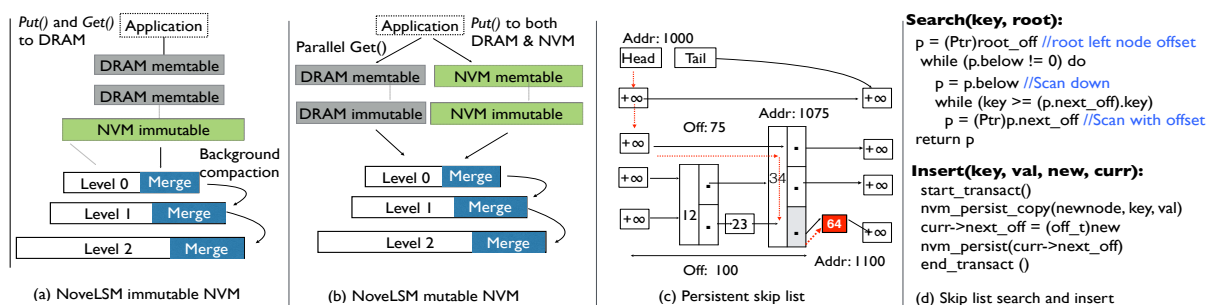 Put() and Get()
to DRAM
Application
DRAM memtable
DRAM memtable
NVM immutable
Background
compaction
Level 0
Merge
Level 1
Merge
Level 2
Merge
(a) NoveLSM immutable NVM
Application
Put() to both
DRAM & NVM
Parallel Get()
DRAM memtable
NVM memtable
DRAM immutable
NVM immutable
Level 0
Merge
Level 1
Merge
Level 2
Merge
(b) NoveLSM mutable NVM
Addr: 1000
Head
Tail
+∞
+∞
Addr: 1075
Off: 75
+∞
+∞
+∞
34
+∞
+∞
12
23
64
+∞
Addr: 1100
Off: 100
(c) Persistent skip list
Search(key, root):
p = (Ptr)root_off //root left node offset
while (p.below != 0) do
p = p.below //Scan down
while (key >= (p.next_off).key)
p = (Ptr)p.next_off //Scan with offset
return p
Insert(key, val, new, curr):
start_transact()
nvm_persist_copy(newnode, key, val)
curr->next_off = (off_t)new
nvm_persist(curr->next_off)
end_transact ()
(d) Skip list search and insert